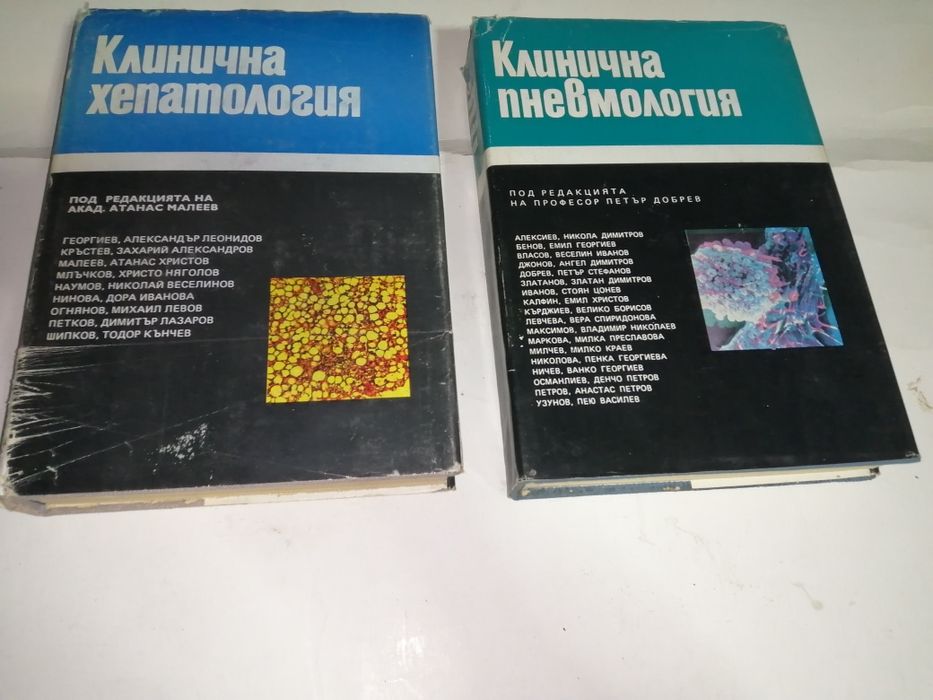 Клинична
хепатология
ПОД РЕДАКЦИЯТА НА
АКАД. АТАНАС МАЛЕЕВ
ГЕОРГИЕВ, АЛЕКСАНДЪР ЛЕОНИДОВ
КРЪСТЕВ, ЗАХАРИЙ АЛЕКСАНДРОВ
МАЛЕЕВ, АТАНАС ХРИСТОВ
МЛЪЧКОВ, ХРИСТО НЯГОЛОВ
НАУМОВ, НИКОЛАЙ ВЕСЕЛИНОВ
НИНОВА, ДОРА ИВАНОВА
ОГНЯНОВ, МИХАИЛ ЛЕВОВ
ПЕТКОВ, ДИМИТЪР ЛАЗАРОВ
ШИПКОВ, ТОДОР КЪНЧЕВ
Клинична
пневмология
ПОД РЕДАКЦИЯТА
НА ПРОФЕСОР ПЕТЪР ДОБРЕВ
АЛЕКСИЕВ, НИКОЛА ДИМИТРОВ
БЕНОВ, ЕМИЛ ГЕОРГИЕВ
ВЛАСОВ, ВЕСЕЛИН ИВАНОВ
ДЖОНОВ, АНГЕЛ ДИМИТРОВ
ДОБРЕВ, ПЕТЪР СТЕФАНОВ
ЗЛАТАНОВ, ЗЛАТАН ДИМИТРОВ
ИВАНОВ, СТОЯН ЦОНЕВ
КАЛФИН, ЕМИЛ ХРИСТОВ
КЪРДЖИЕВ, ВЕЛИКО БОРИСОВ
ЛЕВЧЕВА, ВЕРА СПИРИДОНОВА
МАКСИМОВ, ВЛАДИМИР НИКОЛАЕВ
МАРКОВА, МИЛКА ПРЕСЛАВОВА
МИЛЧЕВ, МИЛКО КРАЕВ
НИКОЛОВА, ПЕНКА ГЕОРГИЕВА
НИЧЕВ, ВАНКО ГЕОРГИЕВ
ОСМАНЛИЕВ, ДЕНЧО ПЕТРОВ
ПЕТРОВ, АНАСТАС ПЕТРОВ
УЗУНОВ, ПЕЮ ВАСИЛЕВ